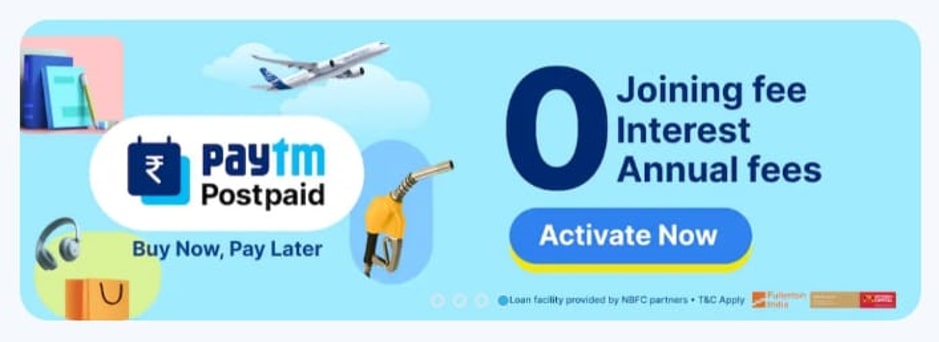 paytm
Postpaid
Buy Now, Pay Later
0
Joining fee
Interest
Annual fees
Activate Now
Loan facility provided by NBFC partners • T&C Apply
Fullerton
India